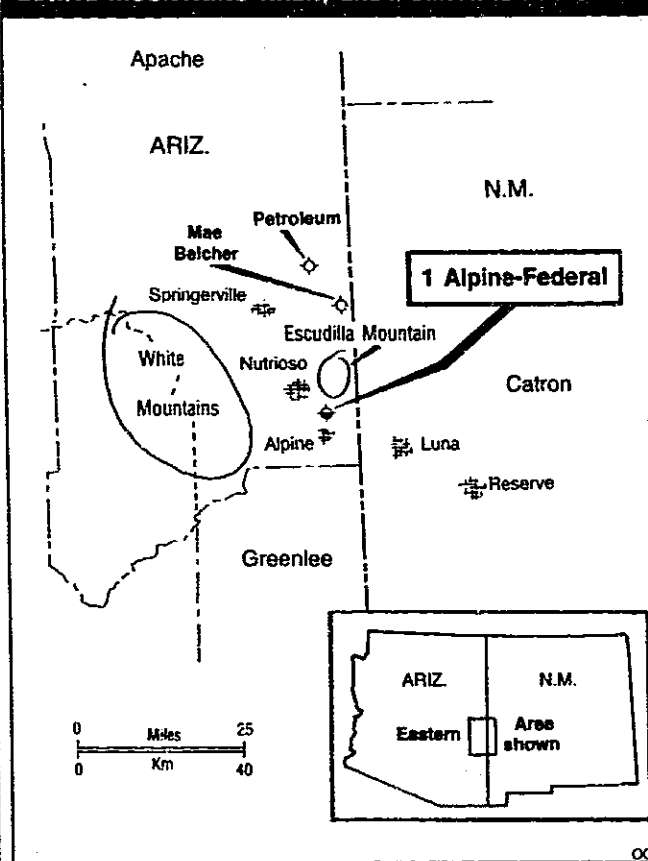 Apache
ARIZ.
N.M.
Petroleum
Mae
Belcher
1 Alpine-Federal
Springerville
Escudilla Mountain
White
Mountains
Nutrioso
Catron
Alpine
Luna
Reserve
Greenlee
0 Miles 25
0 Km 40
ARIZ.
N.M.
Eastern
Area
shown